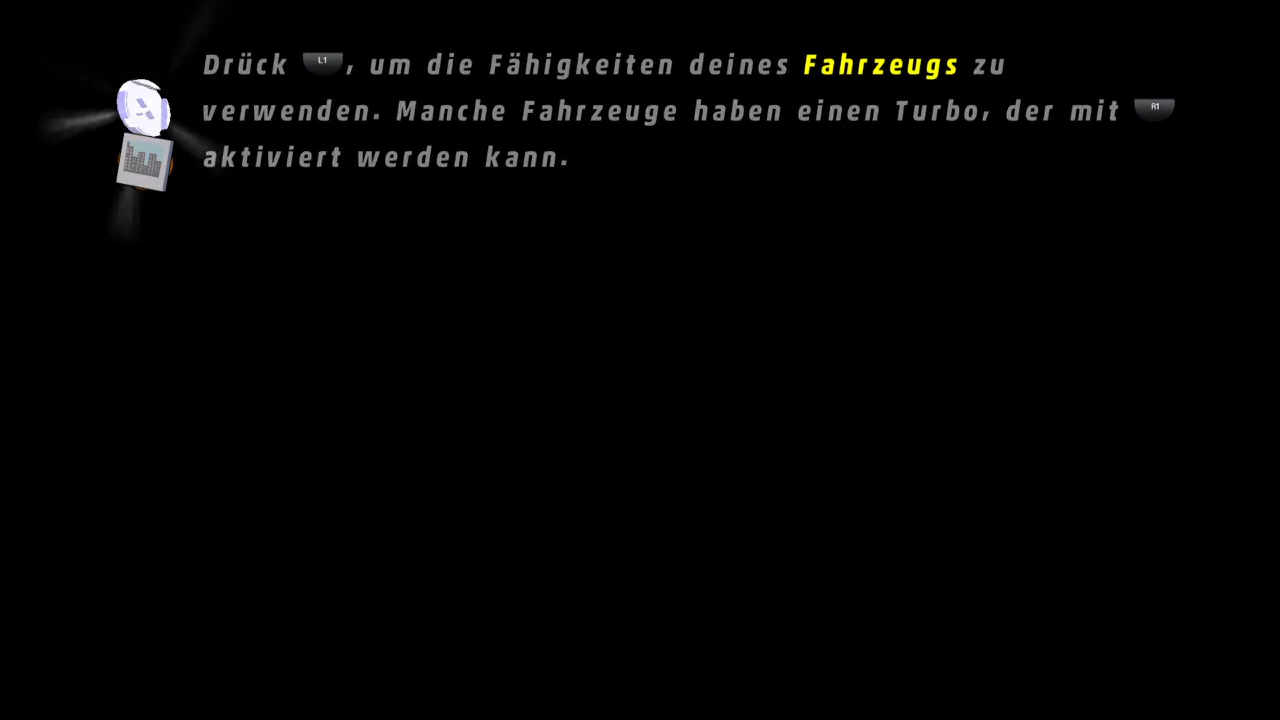 Drück L1, um die Fähigkeiten deines Fahrzeugs zu
verwenden. Manche Fahrzeuge haben einen Turbo, der mit R1
aktiviert werden kann.